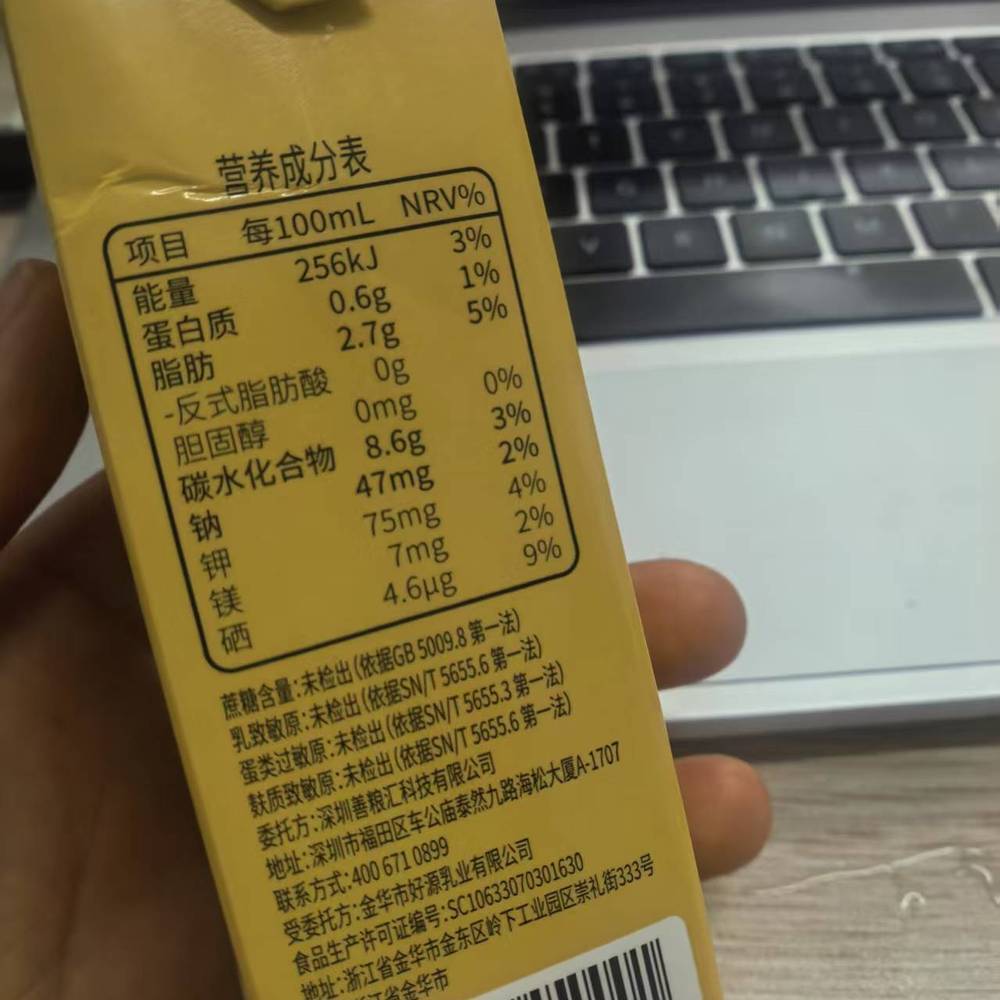 营养成分表
项目 每100mL NRV%
能量 256kJ 3%
蛋白质 0.6g 1%
脂肪 2.7g 5%
-反式脂肪酸 0g
胆固醇 0mg 0%
碳水化合物 8.6g 3%
钠 47mg 2%
钾 75mg 4%
镁 7mg 2%
硒 4.6μg 9%
蔗糖含量:未检出(依据GB 5009.8 第一法)
乳致敏原:未检出(依据SN/T 5655.6 第一法)
蛋类过敏原:未检出(依据SN/T 5655.3 第一法)
麸质致敏原:未检出(依据SN/T 5655.6 第一法)
委托方:深圳善粮汇科技有限公司
地址:深圳市福田区车公庙泰然九路海松大厦A-1707
联系方式:400 671 0899
受委托方:金华市好源乳业有限公司
食品生产许可证编号:SC10633070301630
地址:浙江省金华市金东区岭下工业园区崇礼街333号
浙江省金华市